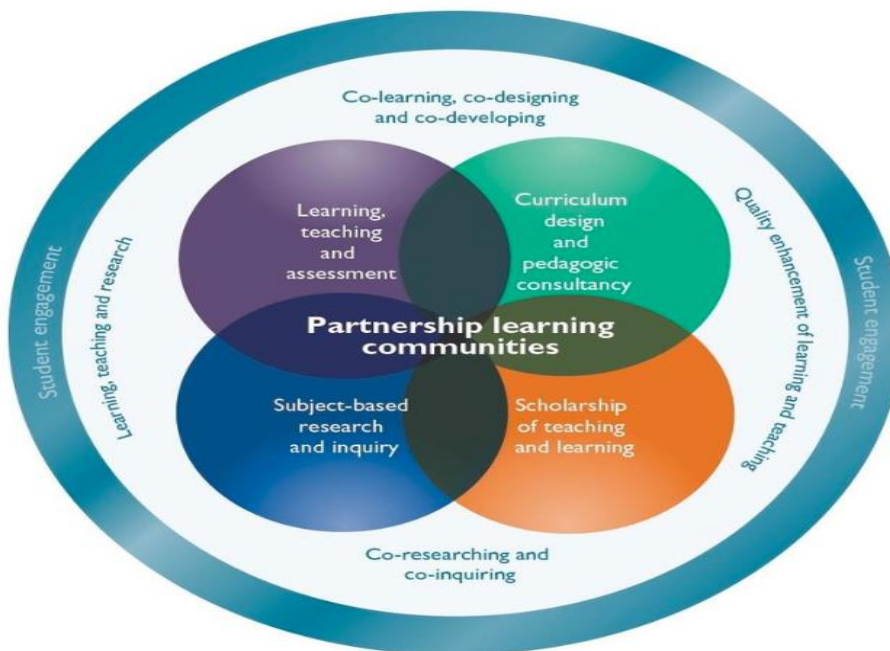 Co-learning, co-designing
and co-developing
Student engagement
Learning, teaching and research
Learning,
teaching
and
assessment
Curriculum
design
and
pedagogic
consultancy
Quality enhancement of learning and teaching
Student engagement
Partnership learning
communities
Subject-based
research
and inquiry
Scholarship
of teaching
and learning
Co-researching and
co-inquiring